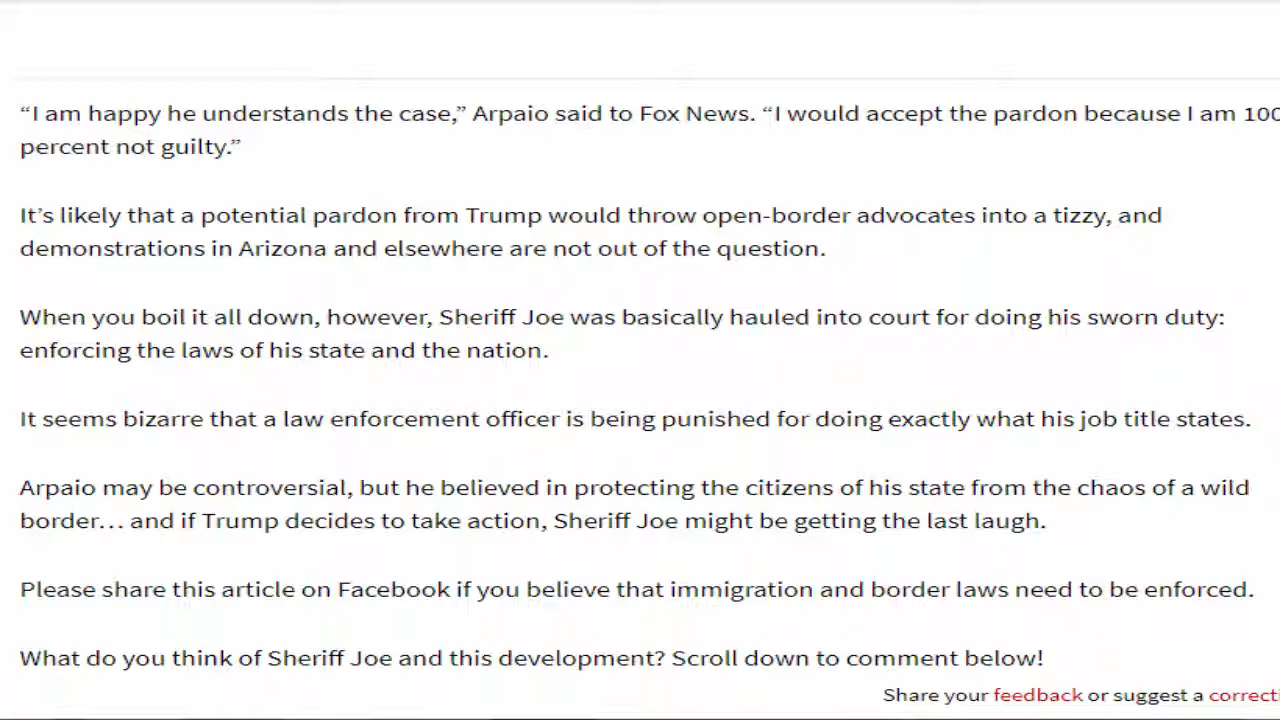 “I am happy he understands the case,” Arpaio said to Fox News. “I would accept the pardon because I am 100
percent not guilty.”
It’s likely that a potential pardon from Trump would throw open-border advocates into a tizzy, and
demonstrations in Arizona and elsewhere are not out of the question.
When you boil it all down, however, Sheriff Joe was basically hauled into court for doing his sworn duty:
enforcing the laws of his state and the nation.
It seems bizarre that a law enforcement officer is being punished for doing exactly what his job title states.
Arpaio may be controversial, but he believed in protecting the citizens of his state from the chaos of a wild
border… and if Trump decides to take action, Sheriff Joe might be getting the last laugh.
Please share this article on Facebook if you believe that immigration and border laws need to be enforced.
What do you think of Sheriff Joe and this development? Scroll down to comment below!
Share your feedback or suggest a correcti